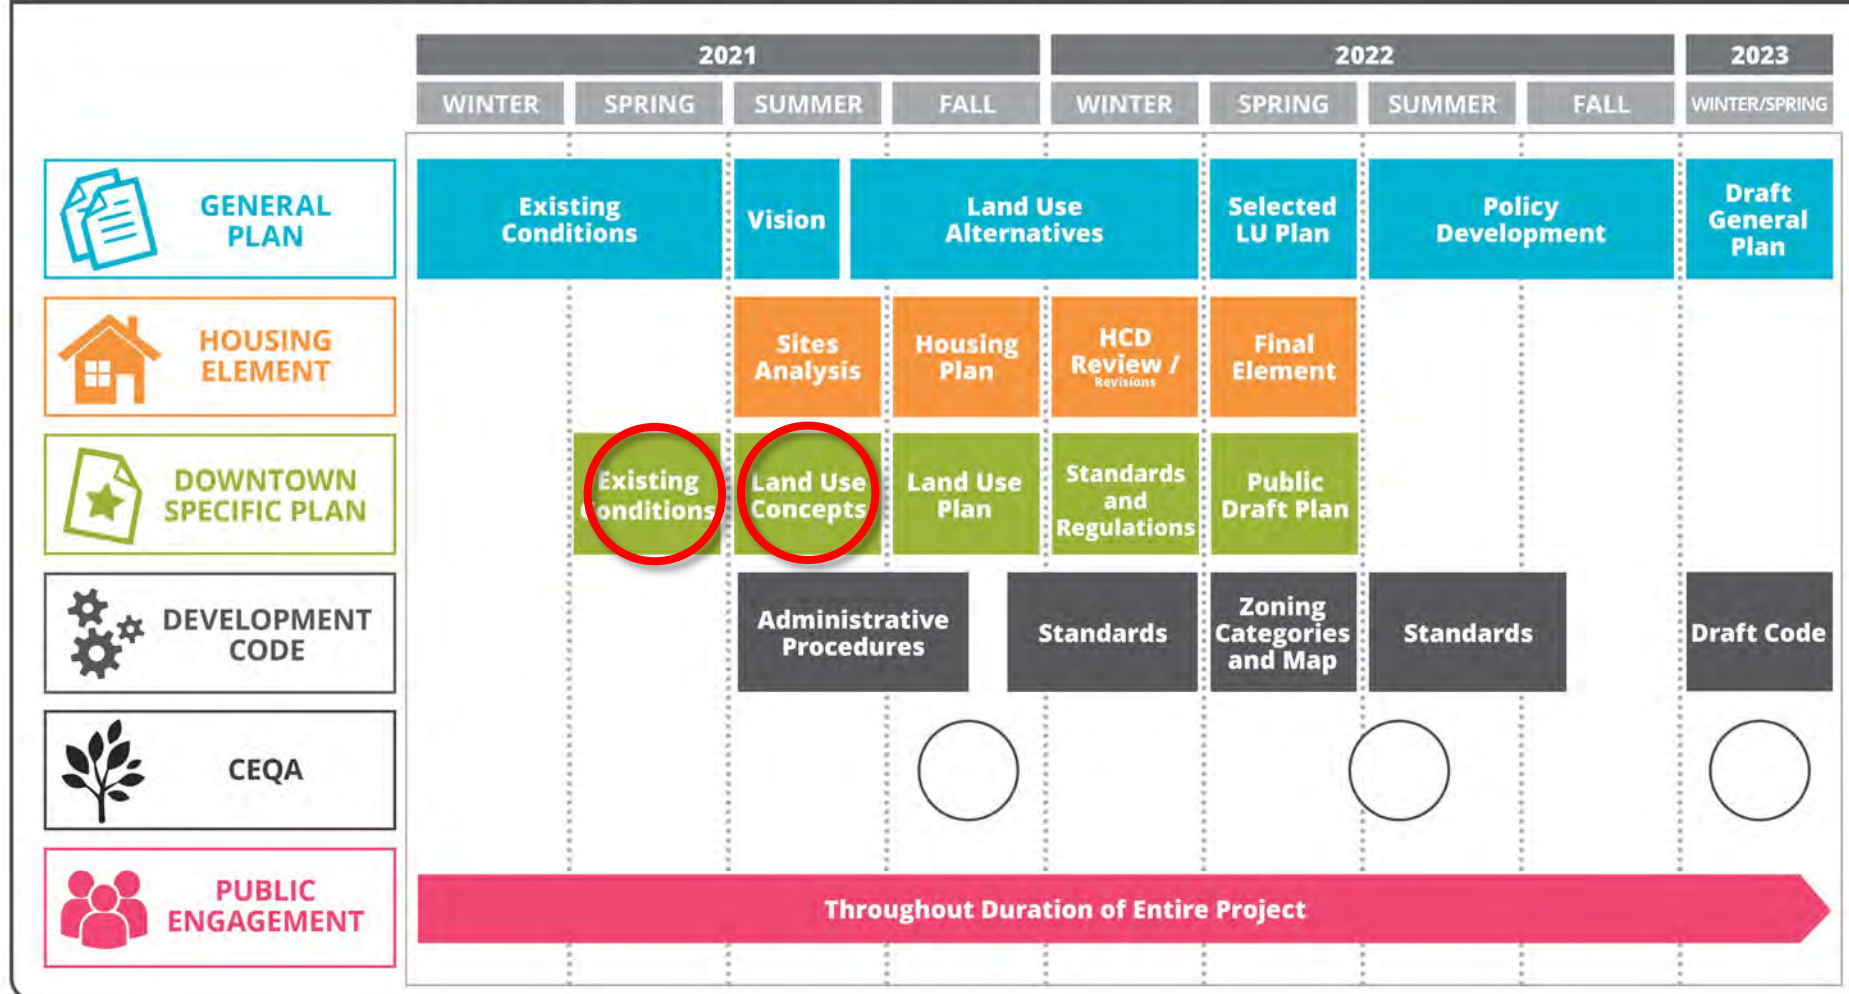 2021
2022
2023
WINTER
SPRING
SUMMER
FALL
WINTER
SPRING
SUMMER
FALL
WINTER/SPRING
GENERAL
PLAN
Existing
Conditions
Vision
Land Use
Alternatives
Selected
LU Plan
Policy
Development
Draft
General
Plan
HOUSING
ELEMENT
Sites
Analysis
Housing
Plan
HCD
Review /
Revisions
Final
Element
DOWNTOWN
SPECIFIC PLAN
Existing
Conditions
Land Use
Concepts
Land Use
Plan
Standards
and
Regulations
Public
Draft Plan
DEVELOPMENT
CODE
Administrative
Procedures
Standards
Zoning
Categories
and Map
Standards
Draft Code
CEQA
PUBLIC
ENGAGEMENT
Throughout Duration of Entire Project